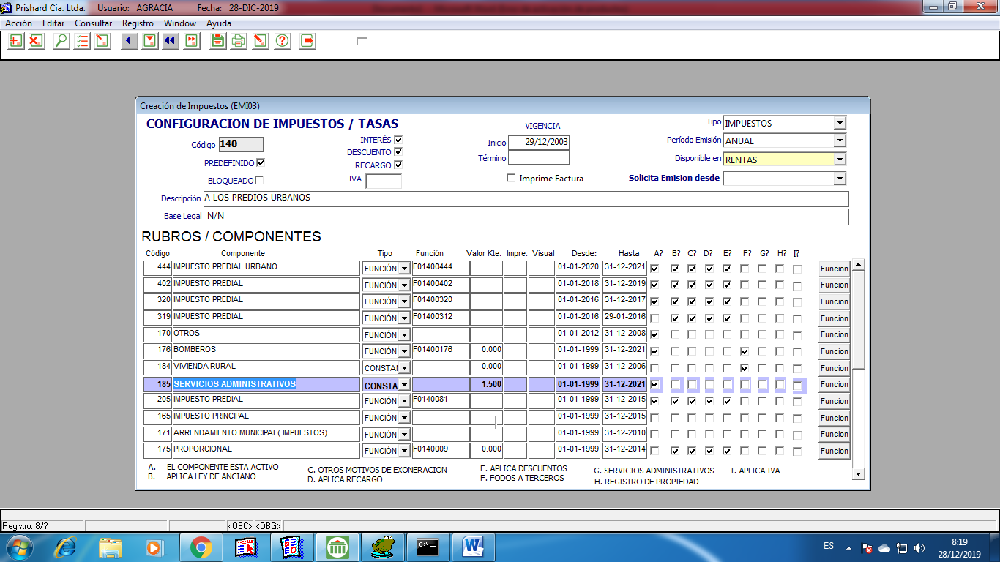 Prishard Cia. Ltda. Usuario: AGRACIA Fecha: 28-DIC-2019
Acción Editar Consultar Registro Window Ayuda
Creación de Impuestos (EMI03)
CONFIGURACION DE IMPUESTOS / TASAS
VIGENCIA
Tipo IMPUESTOS
Código 140
INTERÉS
Inicio 29/12/2003
Período Emisión ANUAL
DESCUENTO
Término
Disponible en RENTAS
PREDEFINIDO
RECARGO
BLOQUEADO
IVA
Imprime Factura
Solicita Emision desde
Descripción A LOS PREDIOS URBANOS
Base Legal N/N
RUBROS / COMPONENTES
Código Componente Tipo Función Valor Kte. Impre. Visual Desde: Hasta A? B? C? D? E? F? G? H? I?
444 IMPUESTO PREDIAL URBANO FUNCIÓN F01400444 01-01-2020 31-12-2021 Funcion
402 IMPUESTO PREDIAL FUNCIÓN F01400402 01-01-2018 31-12-2019 Funcion
320 IMPUESTO PREDIAL FUNCIÓN F01400320 01-01-2016 31-12-2017 Funcion
319 IMPUESTO PREDIAL FUNCIÓN F01400312 01-01-2016 29-01-2016 Funcion
170 OTROS FUNCIÓN 01-01-2012 31-12-2008 Funcion
176 BOMBEROS FUNCIÓN F01400176 0.000 01-01-1999 31-12-2021 Funcion
184 VIVIENDA RURAL CONSTAI 0.000 01-01-1999 31-12-2006 Funcion
185 SERVICIOS ADMINISTRATIVOS CONSTA 1.500 01-01-1999 31-12-2021 Funcion
205 IMPUESTO PREDIAL FUNCIÓN F0140081 01-01-1999 31-12-2015 Funcion
165 IMPUESTO PRINCIPAL FUNCIÓN 01-01-1999 31-12-2015 Funcion
171 ARRENDAMIENTO MUNICIPAL( IMPUESTOS) FUNCIÓN 01-01-1999 31-12-2010 Funcion
175 PROPORCIONAL FUNCIÓN F0140009 0.000 01-01-1999 31-12-2014 Funcion
A. EL COMPONENTE ESTA ACTIVO
B. APLICA LEY DE ANCIANO
C. OTROS MOTIVOS DE EXONERACION
D. APLICA RECARGO
E. APLICA DESCUENTOS
F. FODOS A TERCEROS
G. SERVICIOS ADMINISTRATIVOS
H. REGISTRO DE PROPIEDAD
I. APLICA IVA
Registro: 8/? <OSC> <DBG>
ES
8:19
28/12/2019